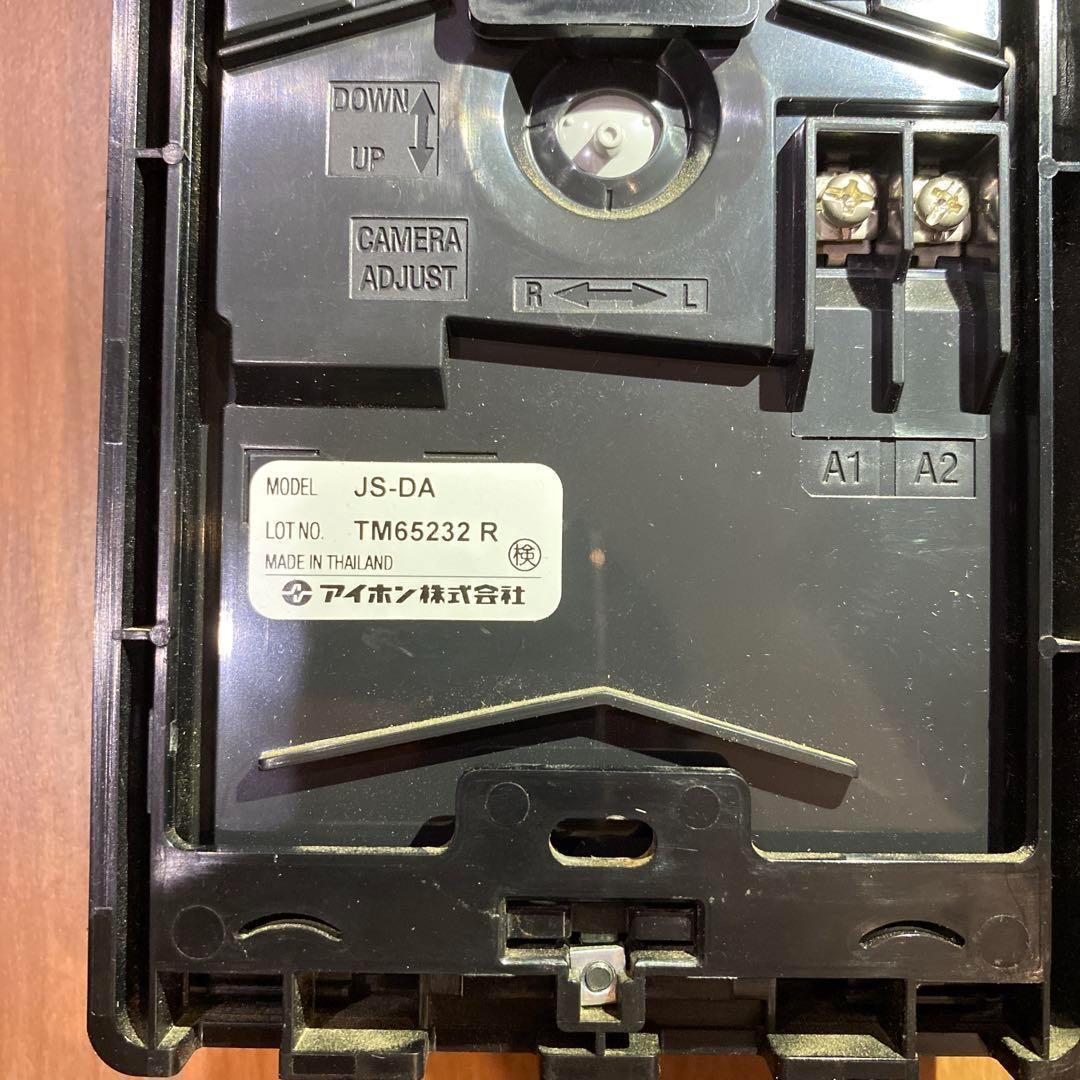 DOWN
UP
CAMERA
ADJUST
R L
A1 A2
MODEL JS-DA
LOT NO. TM65232 R
MADE IN THAILAND 検
アイホン株式会社